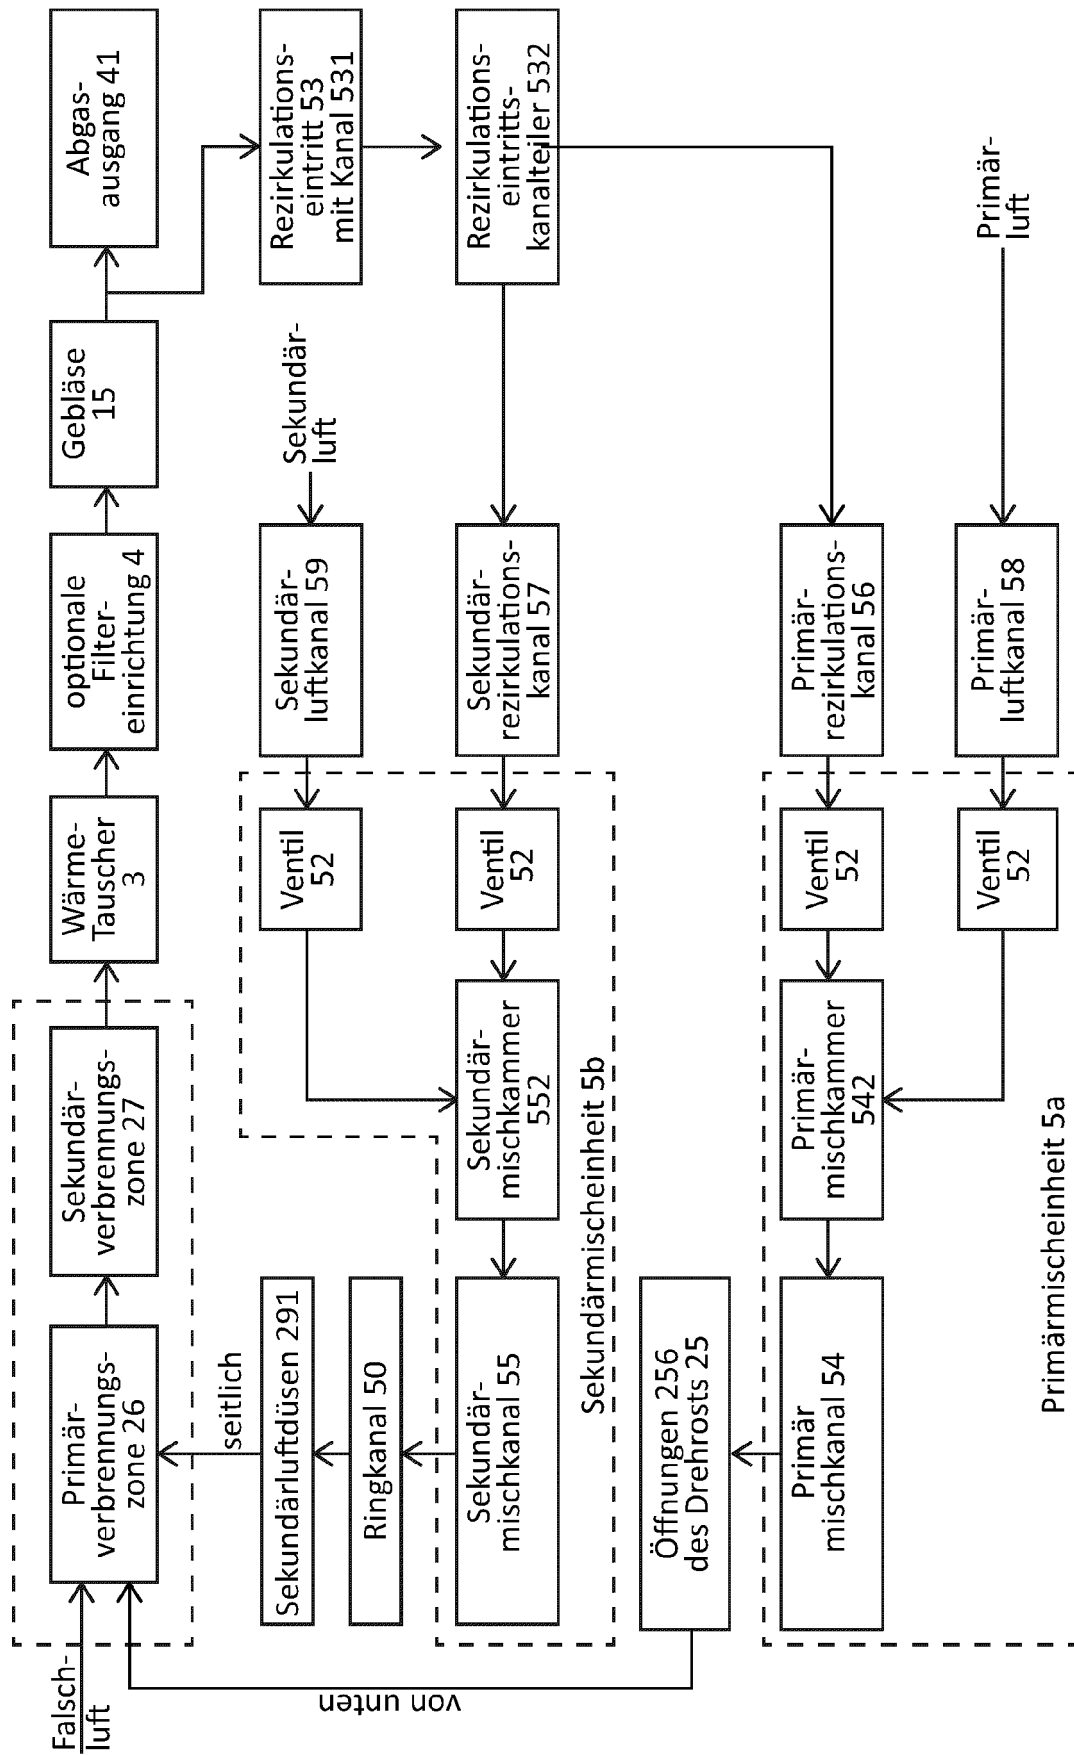 Falsch-
luft
Primär-
verbrennungs-
zone 26
Sekundär-
verbrennungs-
zone 27
Wärme-
Tauscher
3
optionale
Filter-
einrichtung 4
Gebläse
15
Abgas-
ausgang 41
seitlich
Sekundärluftdüsen 291
Ringkanal 50
Ventil
52
Sekundär-
luftkanal 59
Sekundär-
luft
Rezirkulations-
eintritt 53
mit Kanal 531
Sekundär-
mischkanal 55
Sekundär-
mischkammer
552
Ventil
52
Sekundär-
rezirkulations-
kanal 57
Rezirkulations-
eintritts-
kanalteiler 532
Sekundärmischeinheit 5b
von unten
Öffnungen 256
des Drehrosts 25
Primär
mischkanal 54
Primär-
mischkammer
542
Ventil
52
Primär-
rezirkulations-
kanal 56
Ventil
52
Primär-
luftkanal 58
Primär-
luft
Primärmischeinheit 5a